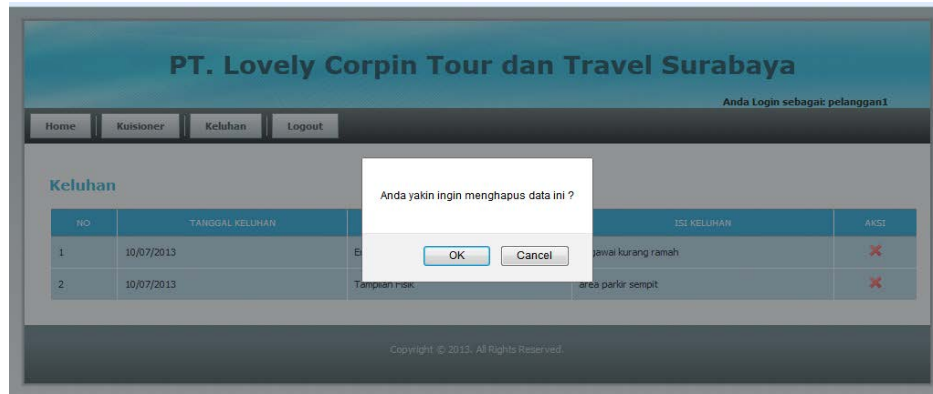 PT. Lovely Corpin Tour dan Travel Surabaya
Anda Login sebagai: pelanggan1
Home Kuisioner Keluhan Logout
Keluhan
Anda yakin ingin menghapus data ini ?
OK Cancel
NO TANGGAL KELUHAN ISI KELUHAN AKSI
1 10/07/2013 kurang ramah
2 10/07/2013 Tampilan Fisik area parkir sempit
Copyright © 2013. All Rights Reserved.